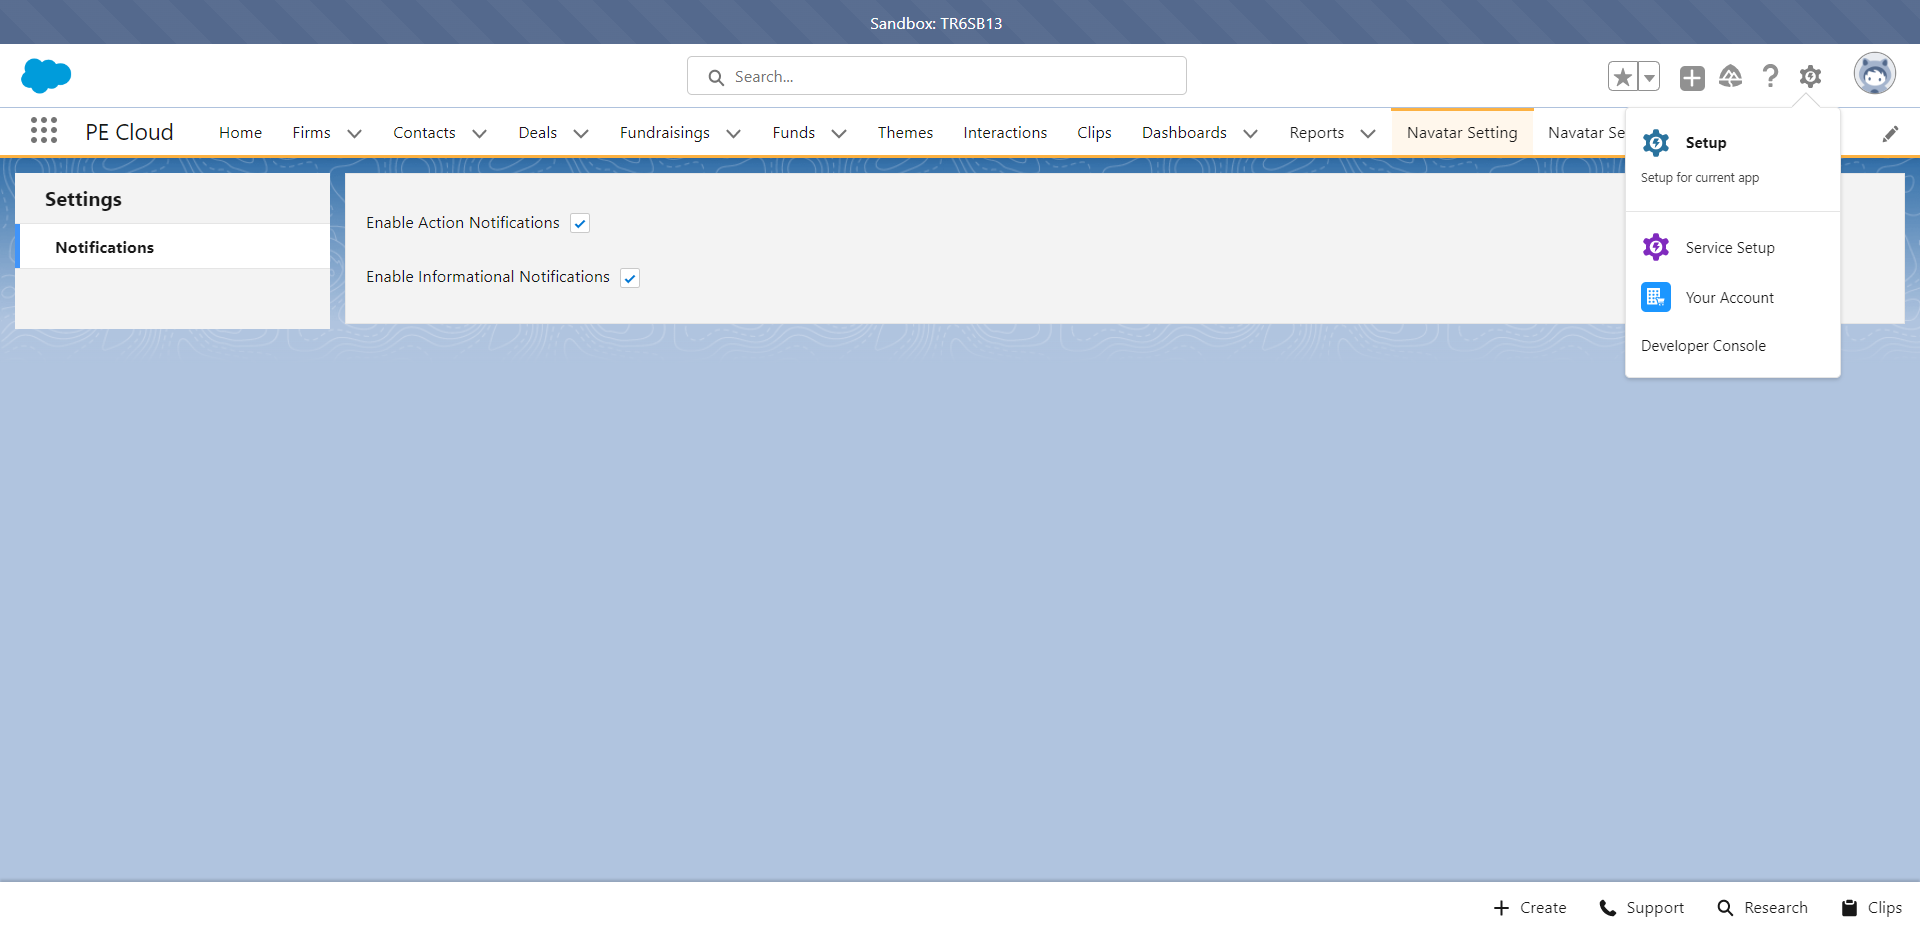 Sandbox: TR6SB13
Search...
PE Cloud Home Firms Contacts Deals Fundraisings Funds Themes Interactions Clips Dashboards Reports Navatar Setting Navatar Se
Setup
Setup for current app
Service Setup
Your Account
Developer Console
Settings
Notifications
Enable Action Notifications
Enable Informational Notifications
Create Support Research Clips